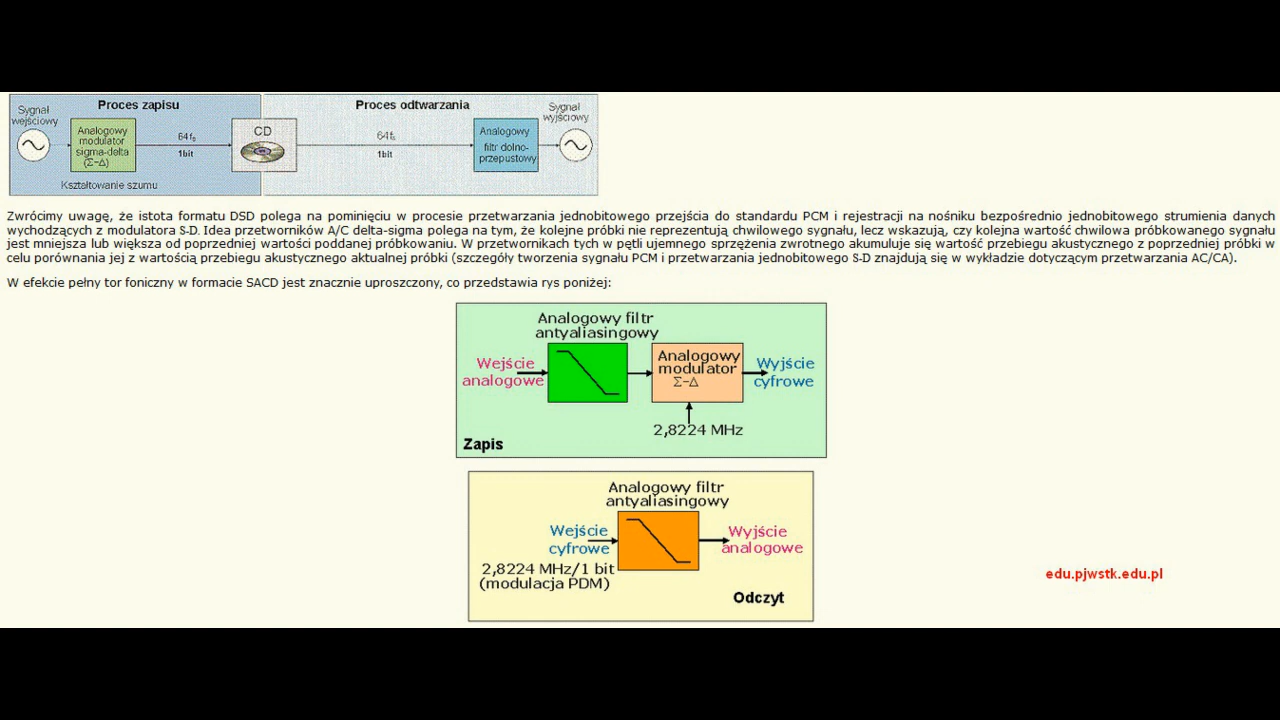 Proces zapisu
Proces odtwarzania
Sygnał
wejściowy
Analogowy
modulator
sigma-delta
(Σ-Δ)
64fs
1bit
CD
64fs
1bit
Analogowy
filtr dolno-
przepustowy
Sygnał
wyjściowy
Kształtowanie szumu
Zwrócimy uwagę, że istota formatu DSD polega na pominięciu w procesie przetwarzania jednobitowego przejścia do standardu PCM i rejestracji na nośniku bezpośrednio jednobitowego strumienia danych
wychodzących z modulatora S-D. Idea przetworników A/C delta-sigma polega na tym, że kolejne próbki nie reprezentują chwilowego sygnału, lecz wskazują, czy kolejna wartość chwilowa próbkowanego sygnału
jest mniejsza lub większa od poprzedniej wartości poddanej próbkowaniu. W przetwornikach tych w pętli ujemnego sprzężenia zwrotnego akumuluje się wartość przebiegu akustycznego z poprzedniej próbki w
celu porównania jej z wartością przebiegu akustycznego aktualnej próbki (szczegóły tworzenia sygnału PCM i przetwarzania jednobitowego S-D znajdują się w wykładzie dotyczącym przetwarzania AC/CA).
W efekcie pełny tor foniczny w formacie SACD jest znacznie uproszczony, co przedstawia rys poniżej:
Analogowy filtr
antyaliasingowy
Wejście
analogowe
Analogowy
modulator
Σ-Δ
Wyjście
cyfrowe
2,8224 MHz
Zapis
Analogowy filtr
antyaliasingowy
Wejście
cyfrowe
Wyjście
analogowe
2,8224 MHz/1 bit
(modulacja PDM)
Odczyt
edu.pjwstk.edu.pl